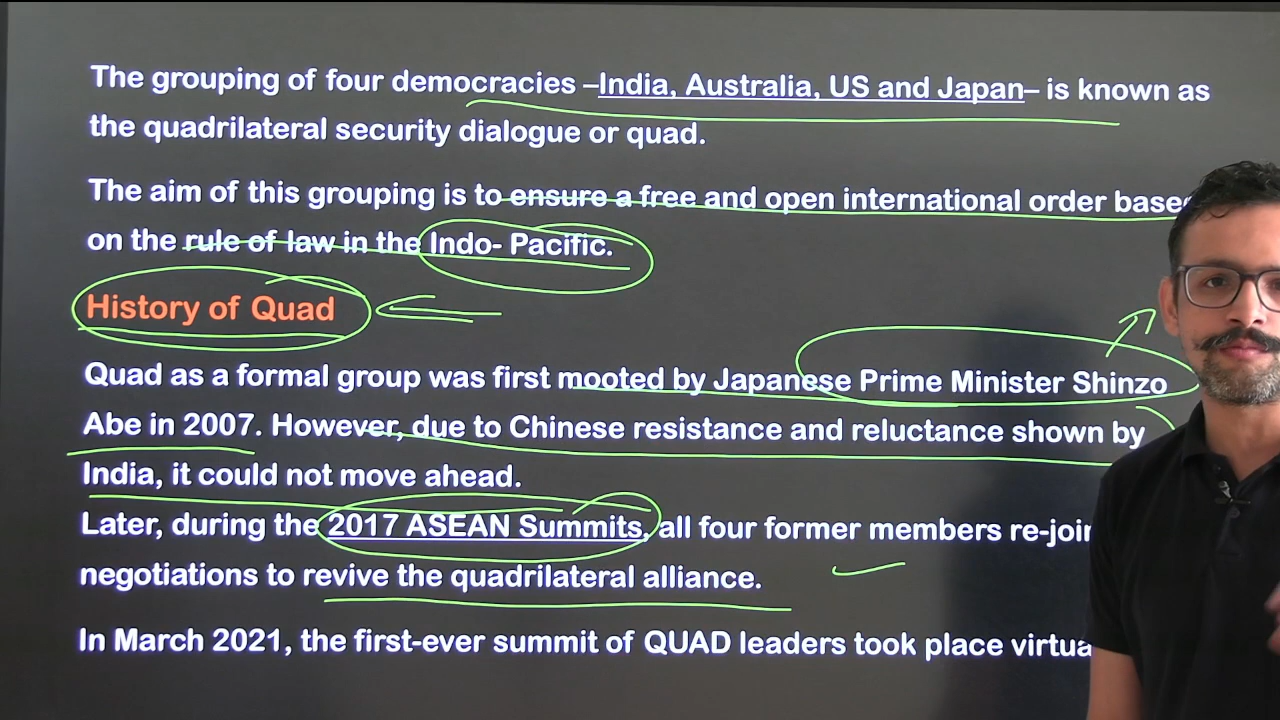 The grouping of four democracies –India, Australia, US and Japan– is known as
the quadrilateral security dialogue or quad.
The aim of this grouping is to ensure a free and open international order base
on the rule of law in the Indo- Pacific.
History of Quad
Quad as a formal group was first mooted by Japanese Prime Minister Shinzo
Abe in 2007. However, due to Chinese resistance and reluctance shown by
India, it could not move ahead.
Later, during the 2017 ASEAN Summits, all four former members re-join
negotiations to revive the quadrilateral alliance.
In March 2021, the first-ever summit of QUAD leaders took place virtua